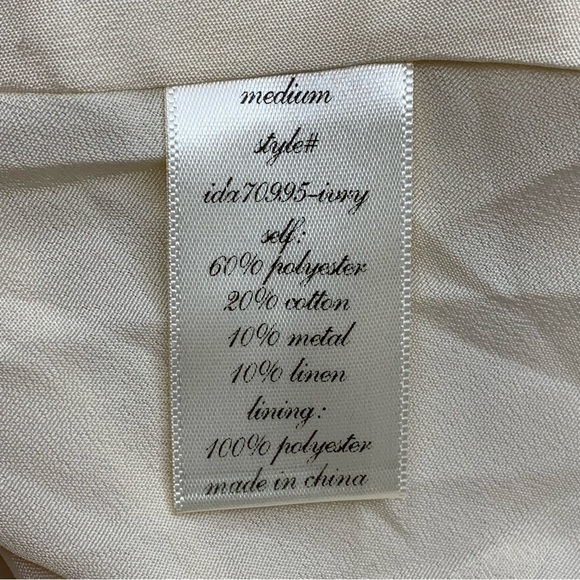 medium
style#
ida70995-ivry
self:
60% polyester
20% cotton
10% metal
10% linen
lining:
100% polyester
made in china